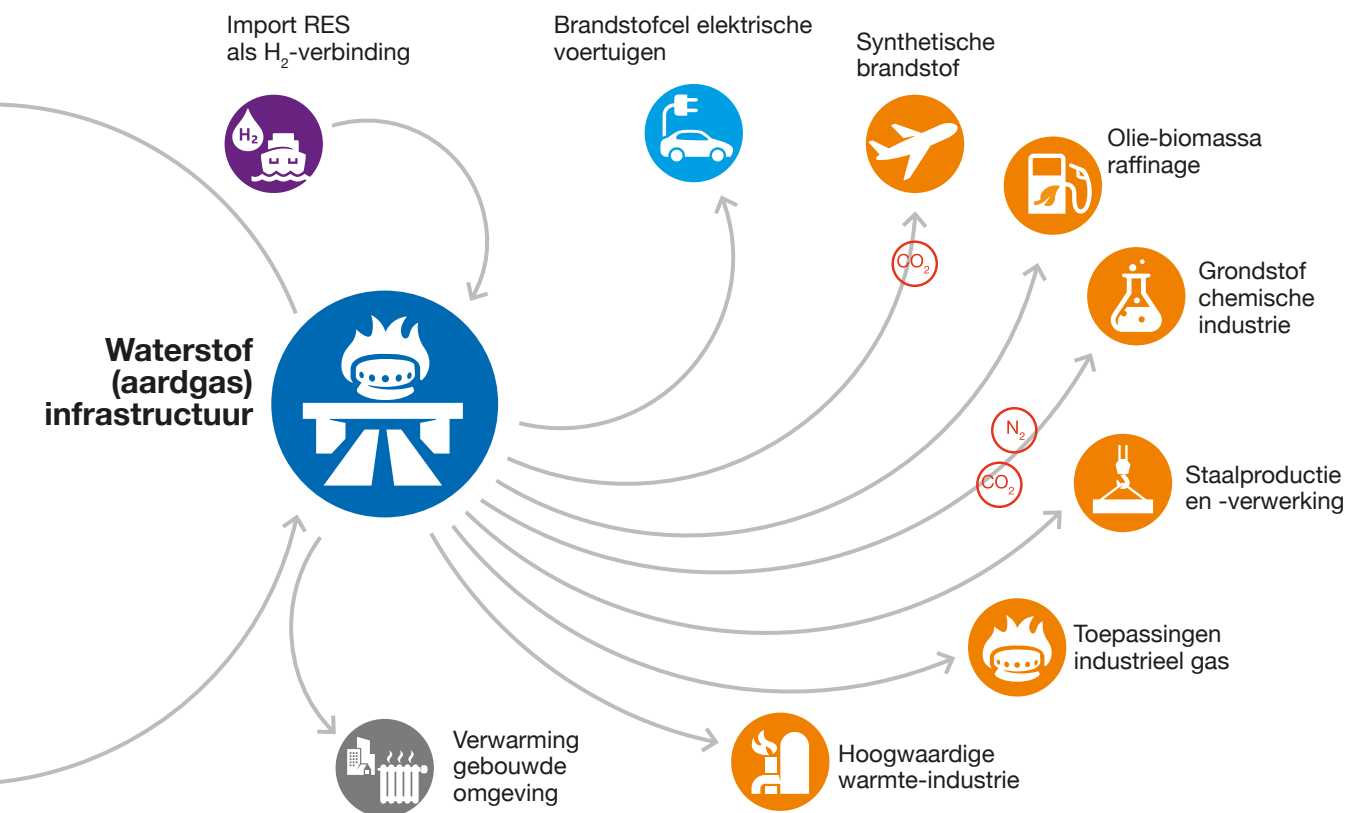 Import RES
als H₂-verbinding
H₂
Brandstofcel elektrische
voertuigen
Synthetische
brandstof
CO₂
Olie-biomassa
raffinage
Grondstof
chemische
industrie
Waterstof
(aardgas)
infrastructuur
N₂
CO₂
Staalproductie
en -verwerking
Toepassingen
industrieel gas
Hoogwaardige
warmte-industrie
Verwarming
gebouwde
omgeving